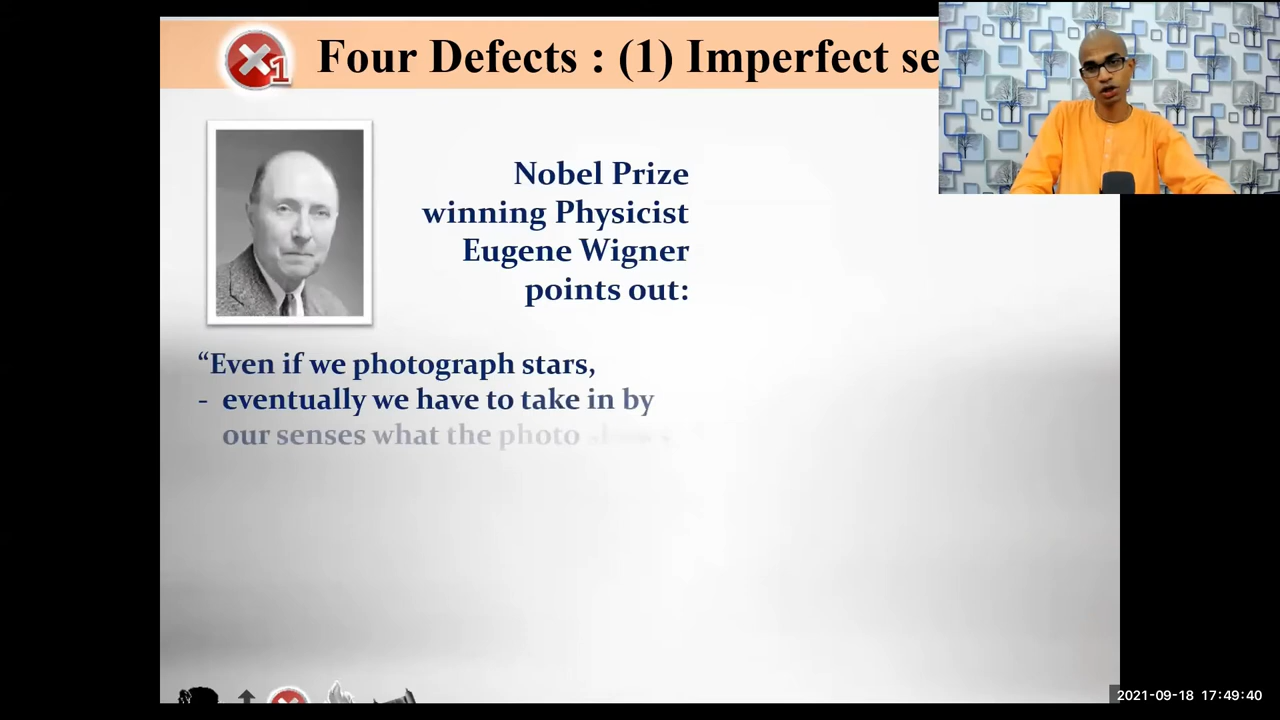 Four Defects : (1) Imperfect se
1
Nobel Prize
winning Physicist
Eugene Wigner
points out:
“Even if we photograph stars,
- eventually we have to take in by
our senses what the photo
2021-09-18 17:49:40